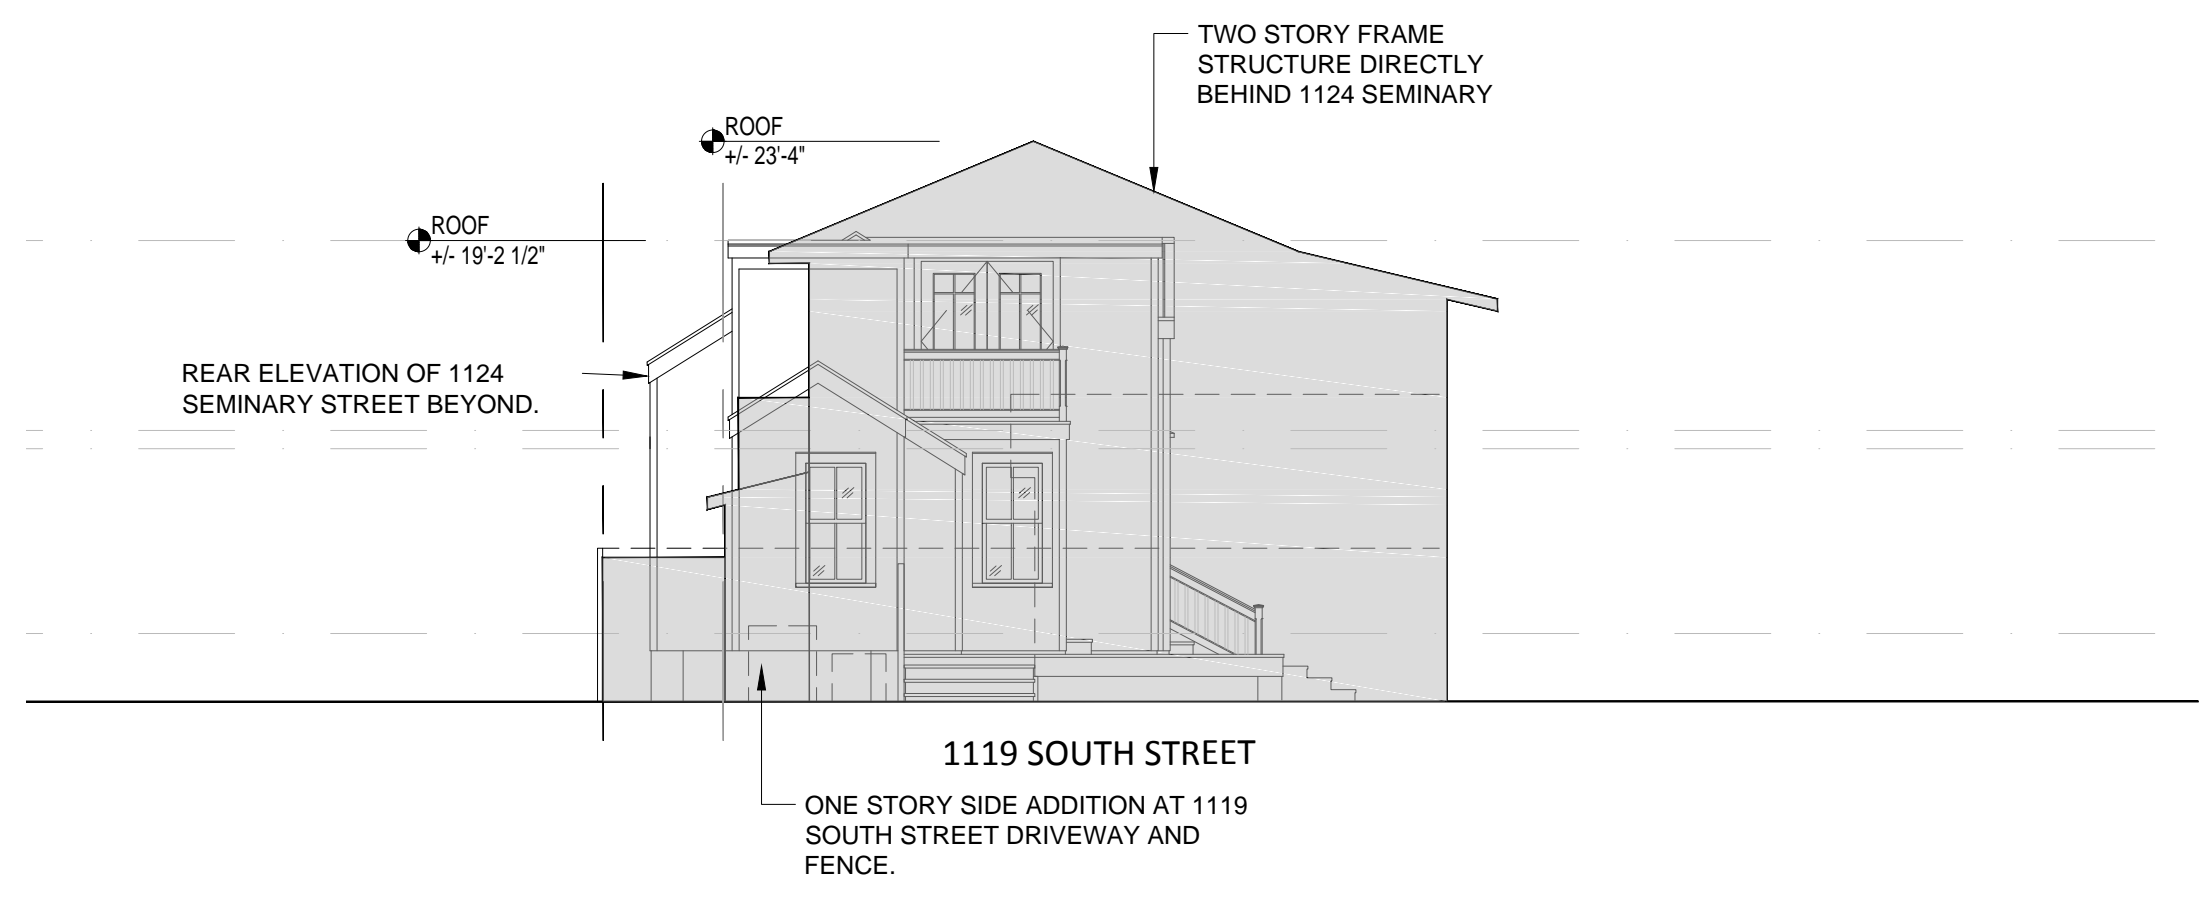 TWO STORY FRAME
STRUCTURE DIRECTLY
BEHIND 1124 SEMINARY
ROOF
+/- 23'-4"
ROOF
+/- 19'-2 1/2"
REAR ELEVATION OF 1124
SEMINARY STREET BEYOND.
1119 SOUTH STREET
ONE STORY SIDE ADDITION AT 1119
SOUTH STREET DRIVEWAY AND
FENCE.